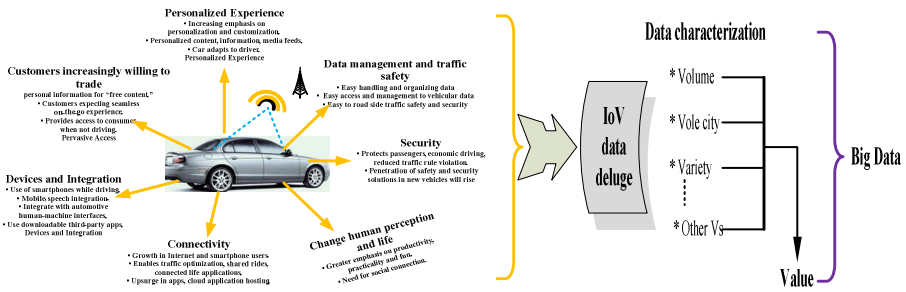 Personalized Experience
• Increasing emphasis on
personalization and customization.
• Personalized content, information, media feeds,
• Car adapts to driver.
Personalized Experience
Customers increasingly willing to
trade
personal information for “free content.”
• Customers expecting seamless
on-the-go experience.
• Provides access to consumer
when not driving.
Pervasive Access
Devices and Integration
• Use of smartphones while driving.
• Mobile speech integration.
• Integrate with automotive
human-machine interfaces,
• Use downloadable third-party apps,
Devices and Integration
Connectivity
• Growth in Internet and smartphone users.
• Enables traffic optimization, shared rides,
connected life applications,
• Upsurge in apps, cloud application hosting.
Change human perception
and life
• Greater emphasis on productivity,
practicality and fun.
• Need for social connection.
Security
• Protects passengers, economic driving,
reduced traffic rule violation.
• Penetration of safety and security
solutions in new vehicles will rise
Data management and traffic
safety
• Easy handling and organizing data
• Easy access and management to vehicular data
• Easy to road side traffic safety and security
IoV
data
deluge
Data characterization
* Volume
* Vole city
* Variety
* Other Vs
Value
Big Data